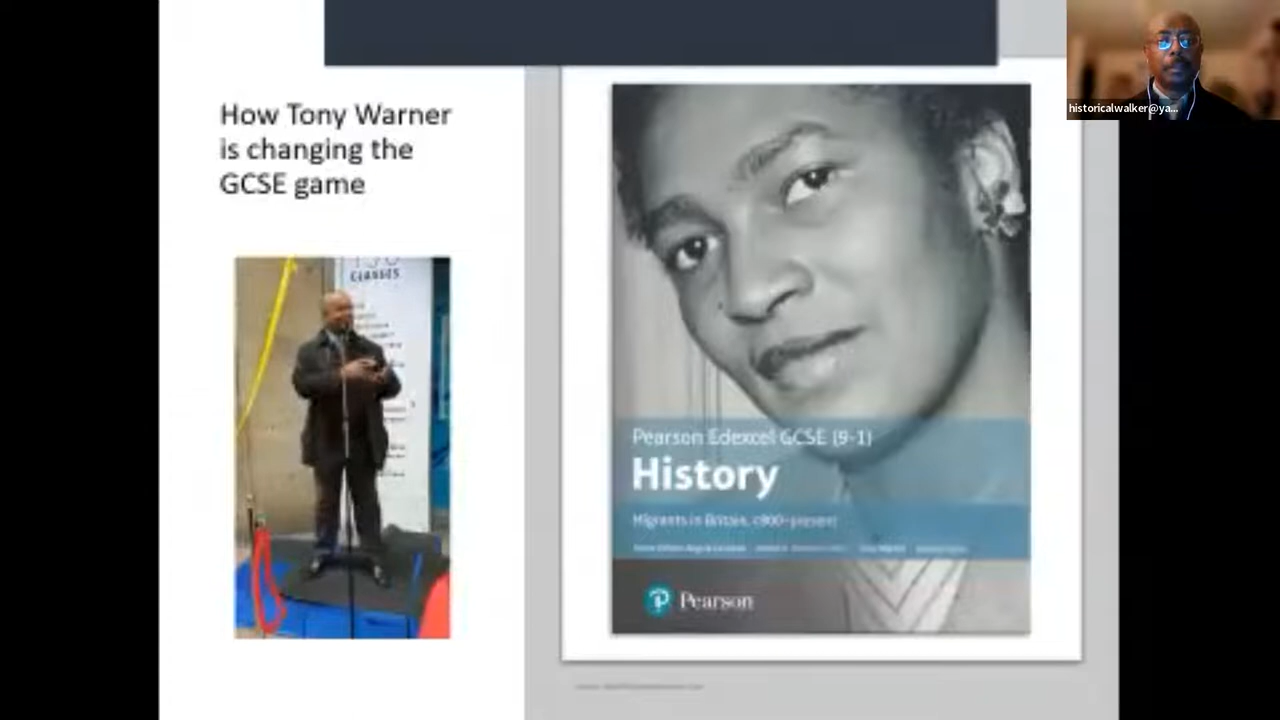 How Tony Warner
is changing the
GCSE game
CLASSES
Pearson Edexcel GCSE (9-1)
History
Migrants in Britain, c800–present
Pearson
historicalwalker@ya...